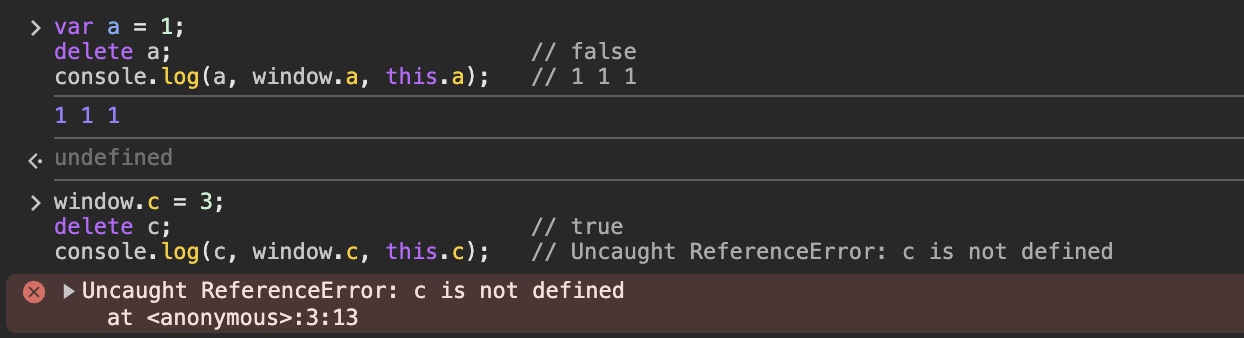 var a = 1;
delete a; // false
console.log(a, window.a, this.a); // 1 1 1
1 1 1
undefined
window.c = 3;
delete c; // true
console.log(c, window.c, this.c); // Uncaught ReferenceError: c is not defined
Uncaught ReferenceError: c is not defined
at <anonymous>:3:13